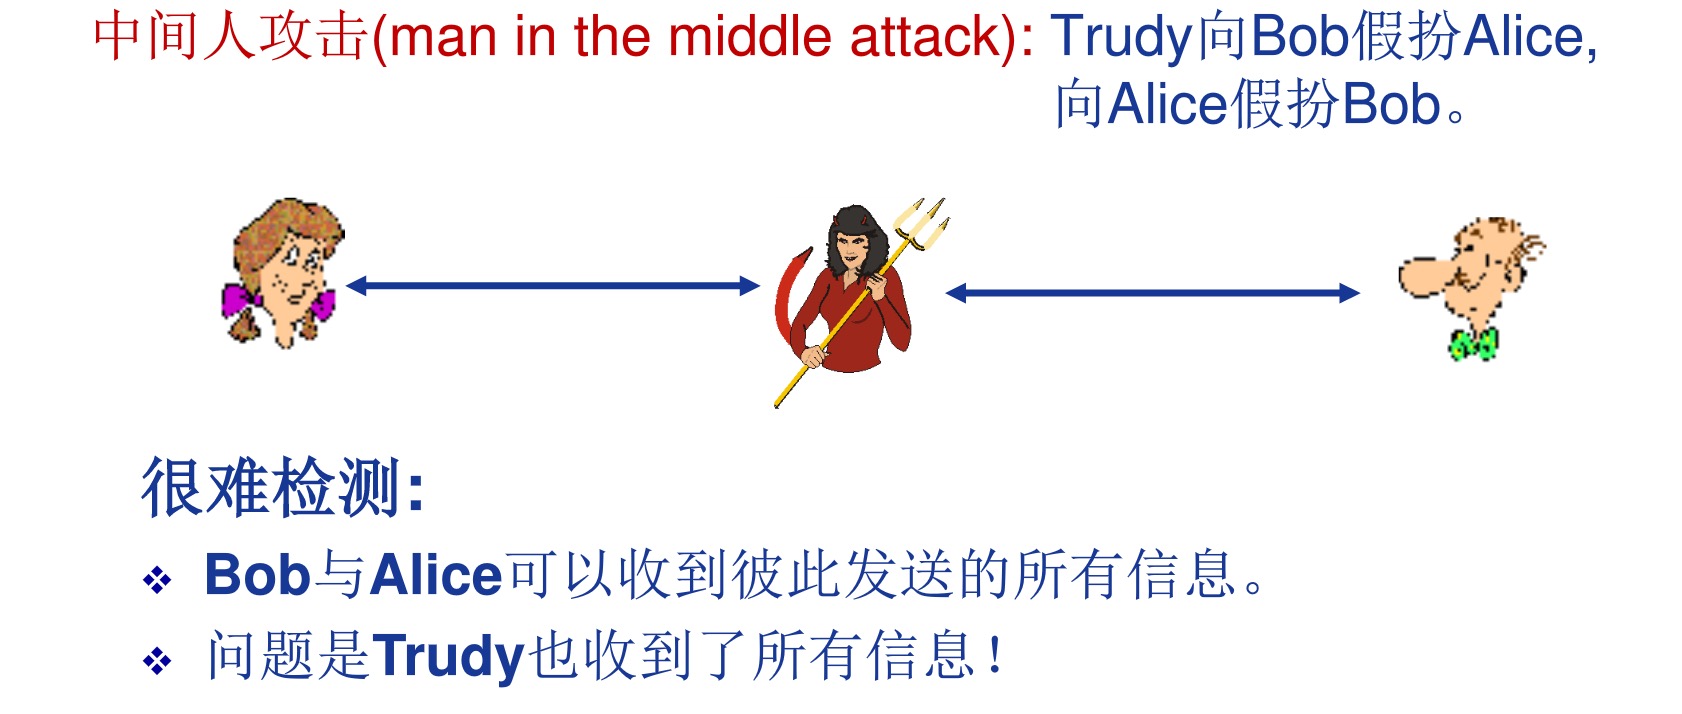 中间人攻击(man in the middle attack): Trudy向Bob假扮Alice,
向Alice假扮Bob。
很难检测:
❖ Bob与Alice可以收到彼此发送的所有信息。
❖ 问题是Trudy也收到了所有信息!